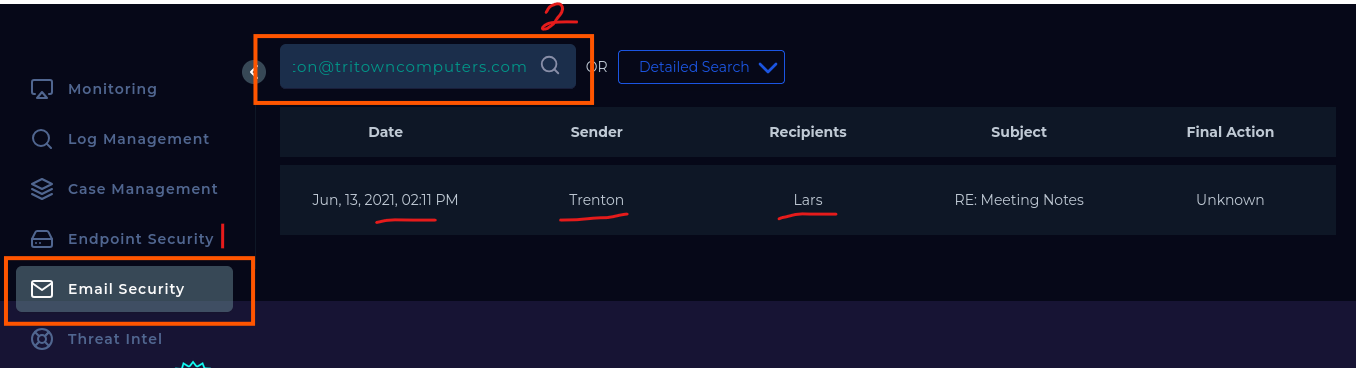 2
:on@tritowncomputers.com
OR
Detailed Search
Monitoring
Log Management
Case Management
Endpoint Security
1
Email Security
Threat Intel
Date Sender Recipients Subject Final Action
Jun, 13, 2021, 02:11 PM Trenton Lars RE: Meeting Notes Unknown